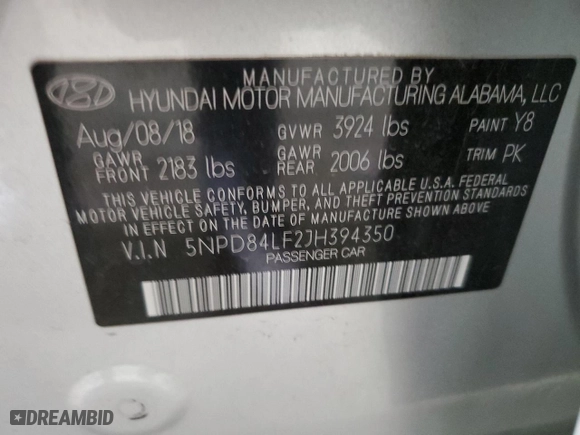 MANUFACTURED BY
HYUNDAI MOTOR MANUFACTURING ALABAMA, LLC
Aug/08/18 GVWR 3924 lbs PAINT Y8
GAWR FRONT 2183 lbs GAWR REAR 2006 lbs TRIM PK
THIS VEHICLE CONFORMS TO ALL APPLICABLE U.S.A. FEDERAL
MOTOR VEHICLE SAFETY, BUMPER, AND THEFT PREVENTION STANDARDS
IN EFFECT ON THE DATE OF MANUFACTURE SHOWN ABOVE.
V.I.N 5NPD84LF2JH394350
PASSENGER CAR
DREAMBID